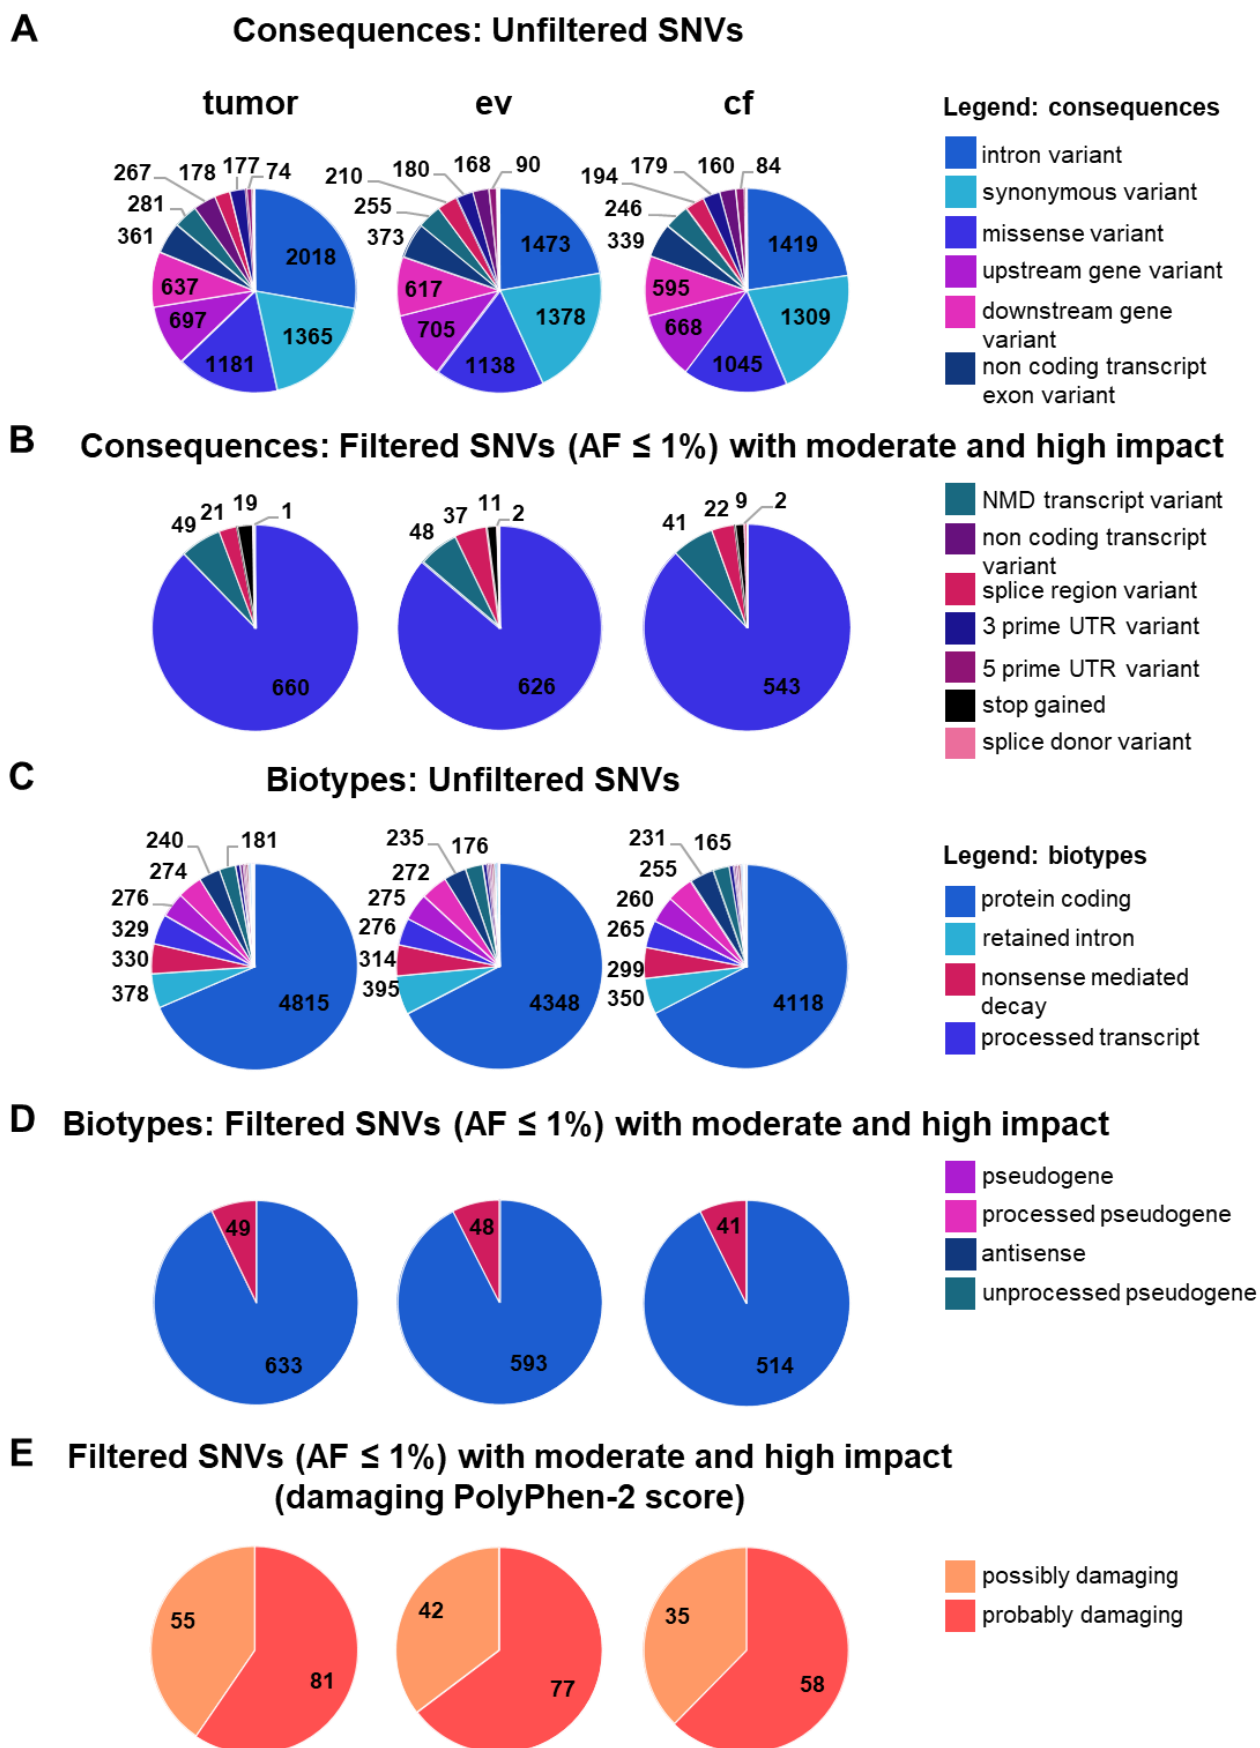 A
Consequences: Unfiltered SNVs
tumor
ev
cf
267
178
177
74
281
361
637
697
1181
1365
2018
210
180
168
90
255
373
617
705
1138
1378
1473
194
179
160
84
246
339
595
668
1045
1309
1419
Legend: consequences
intron variant
synonymous variant
missense variant
upstream gene variant
downstream gene
variant
non coding transcript
exon variant
B
Consequences: Filtered SNVs (AF ≤ 1%) with moderate and high impact
49
21
19
1
660
48
37
11
2
626
41
22
9
2
543
NMD transcript variant
non coding transcript
variant
splice region variant
3 prime UTR variant
5 prime UTR variant
stop gained
splice donor variant
C
Biotypes: Unfiltered SNVs
240
181
274
276
329
330
378
4815
235
176
272
275
276
314
395
4348
231
165
255
260
265
299
350
4118
Legend: biotypes
protein coding
retained intron
nonsense mediated
decay
processed transcript
D
Biotypes: Filtered SNVs (AF ≤ 1%) with moderate and high impact
49
633
48
593
41
514
pseudogene
processed pseudogene
antisense
unprocessed pseudogene
E
Filtered SNVs (AF ≤ 1%) with moderate and high impact
(damaging PolyPhen-2 score)
55
81
42
77
35
58
possibly damaging
probably damaging